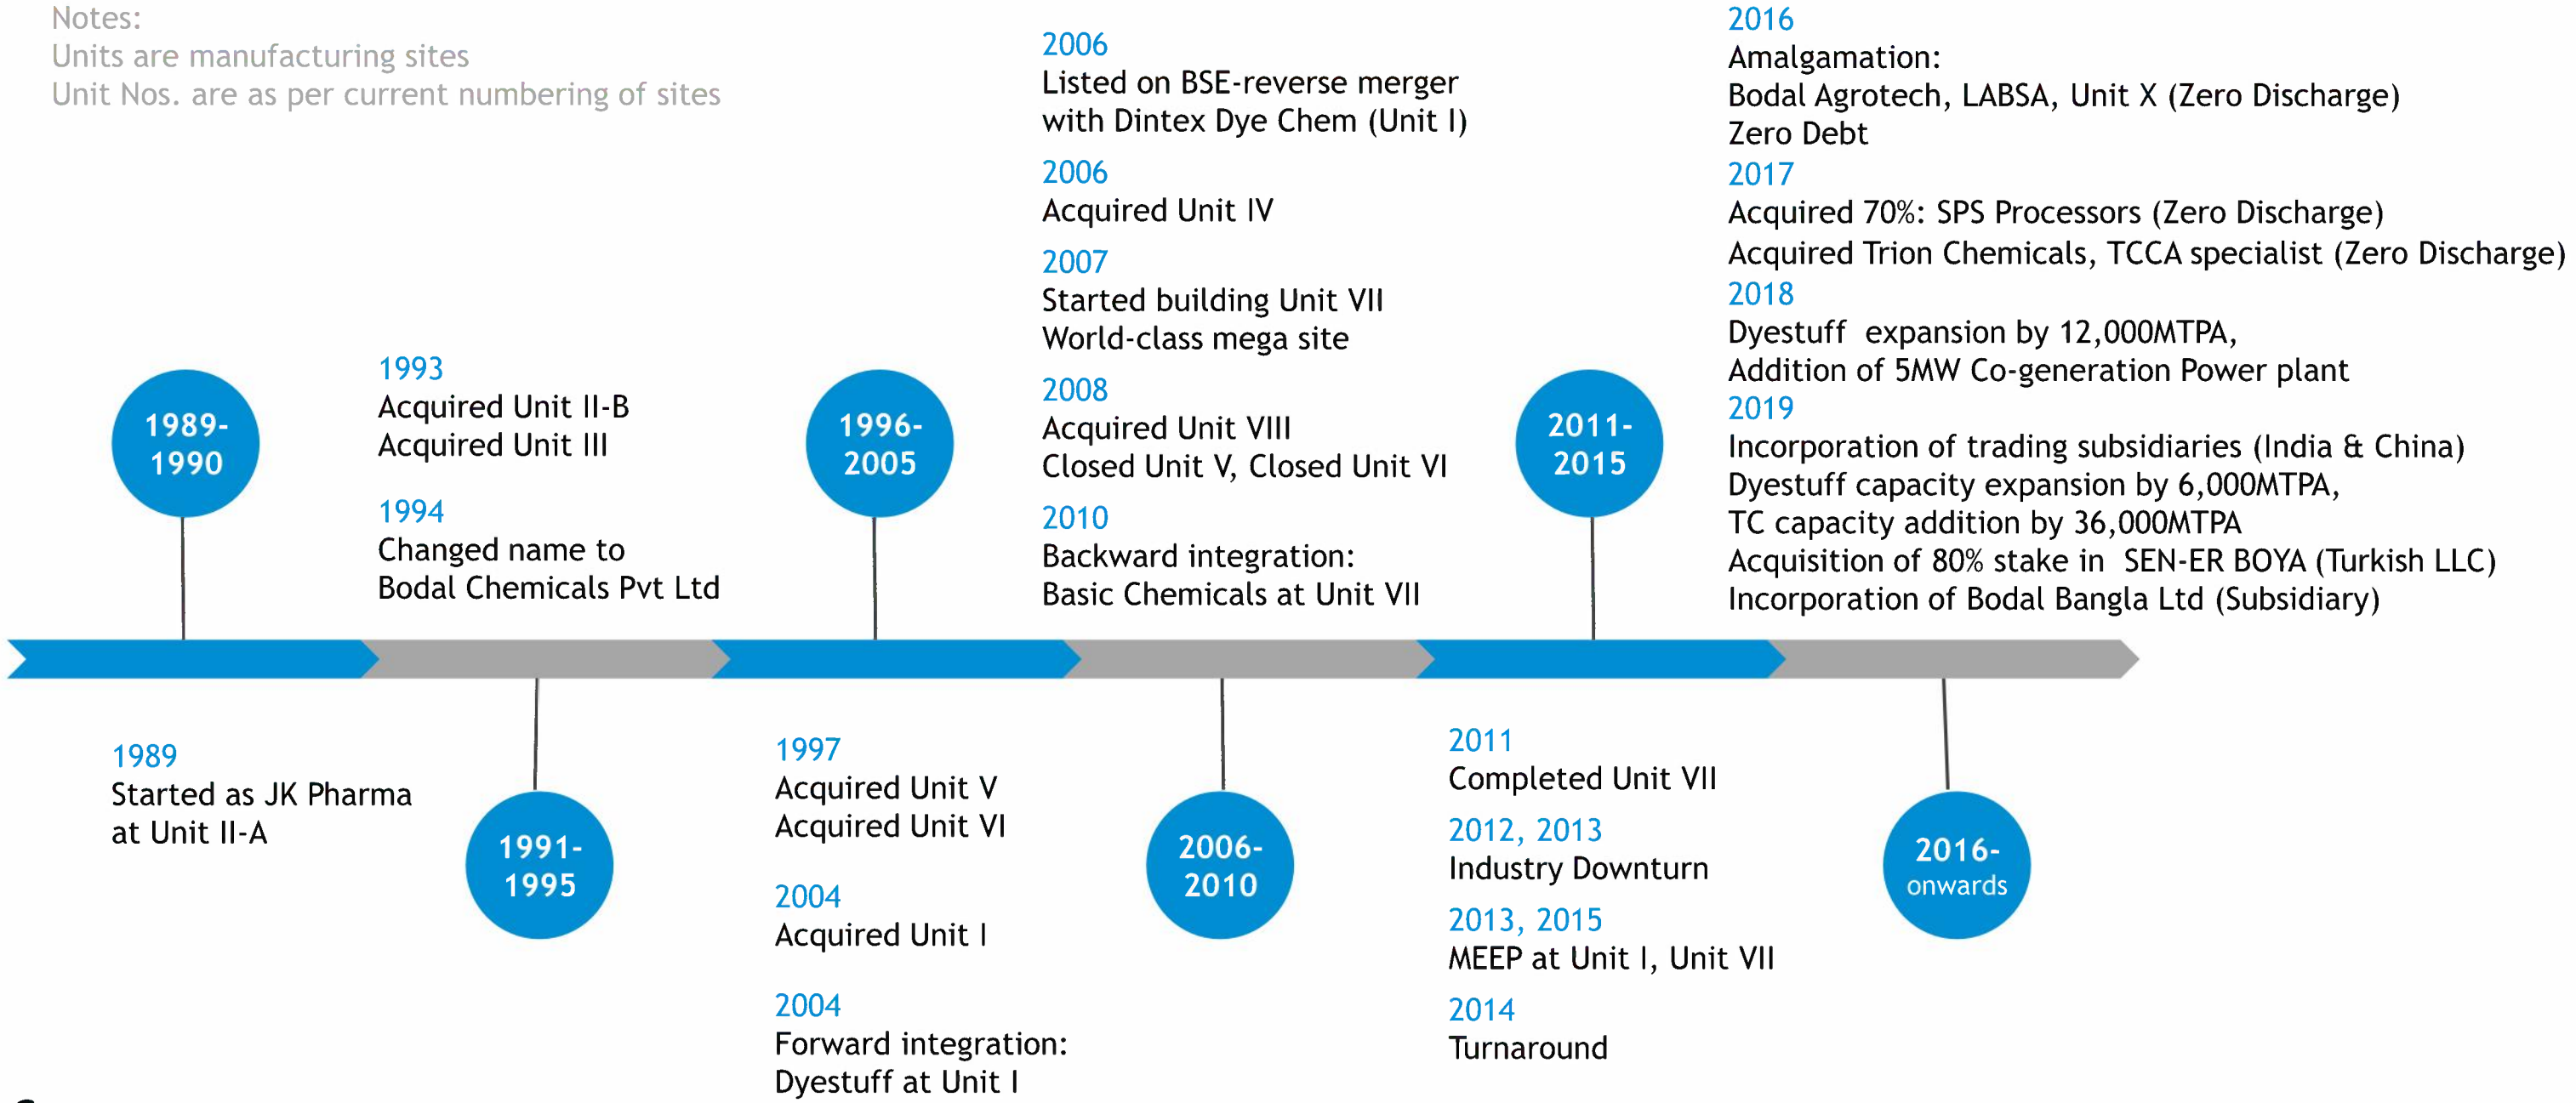 Notes:
Units are manufacturing sites
Unit Nos. are as per current numbering of sites
1989-
1990
1989
Started as JK Pharma
at Unit II-A
1993
Acquired Unit II-B
Acquired Unit III
1994
Changed name to
Bodal Chemicals Pvt Ltd
1991-
1995
1996-
2005
1997
Acquired Unit V
Acquired Unit VI
2004
Acquired Unit I
2004
Forward integration:
Dyestuff at Unit I
2006
Listed on BSE-reverse merger
with Dintex Dye Chem (Unit I)
2006
Acquired Unit IV
2007
Started building Unit VII
World-class mega site
2008
Acquired Unit VIII
Closed Unit V, Closed Unit VI
2010
Backward integration:
Basic Chemicals at Unit VII
2006-
2010
2011-
2015
2011
Completed Unit VII
2012, 2013
Industry Downturn
2013, 2015
MEEP at Unit I, Unit VII
2014
Turnaround
2016
Amalgamation:
Bodal Agrotech, LABSA, Unit X (Zero Discharge)
Zero Debt
2017
Acquired 70%: SPS Processors (Zero Discharge)
Acquired Trion Chemicals, TCCA specialist (Zero Discharge)
2018
Dyestuff expansion by 12,000MTPA,
Addition of 5MW Co-generation Power plant
2019
Incorporation of trading subsidiaries (India & China)
Dyestuff capacity expansion by 6,000MTPA,
TC capacity addition by 36,000MTPA
Acquisition of 80% stake in SEN-ER BOYA (Turkish LLC)
Incorporation of Bodal Bangla Ltd (Subsidiary)
2016-
onwards